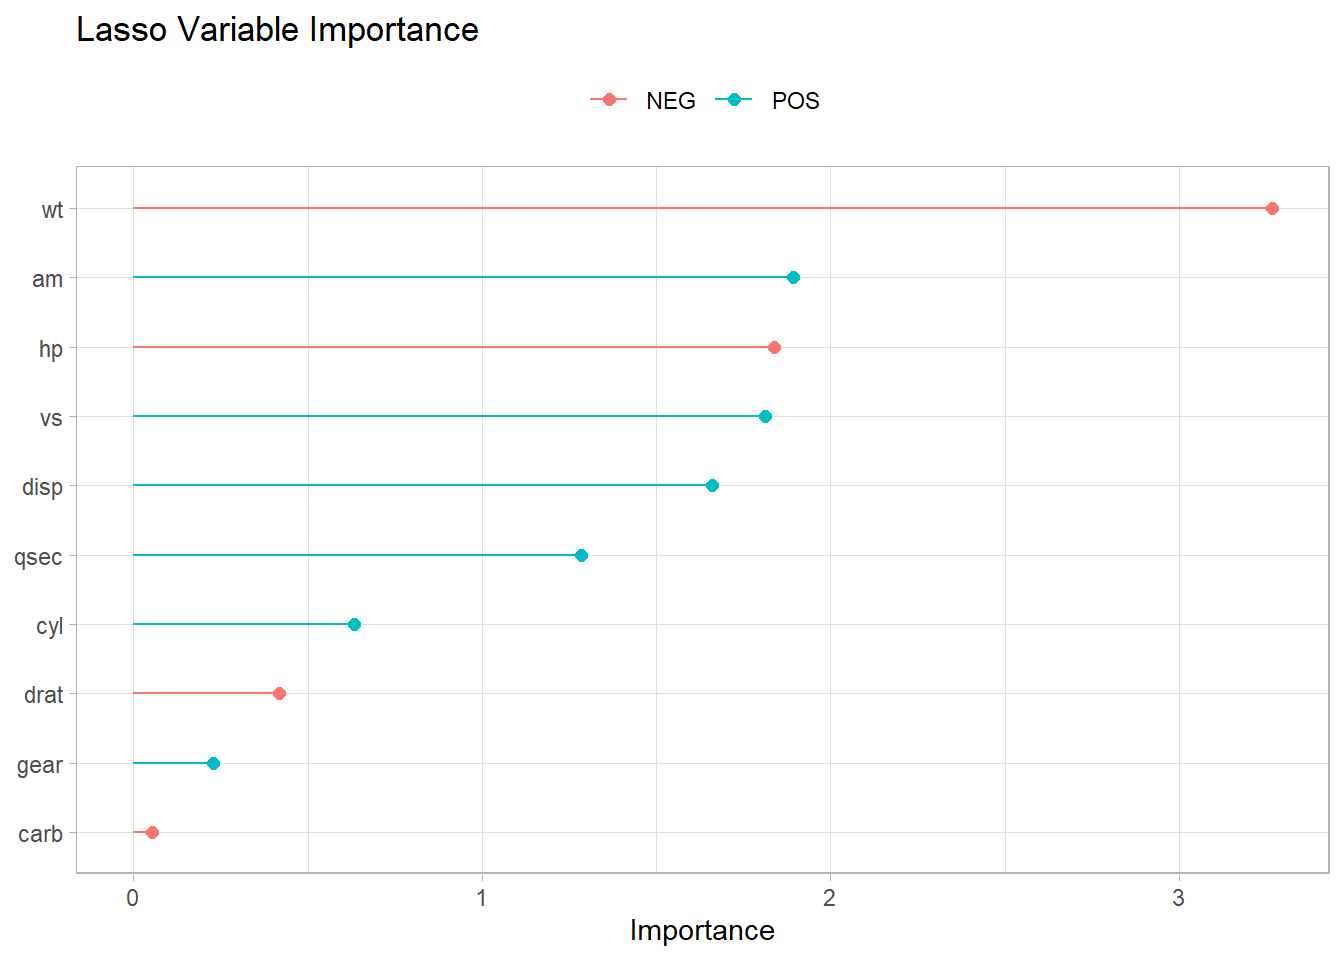 Lasso Variable Importance
NEG POS
wt
am
hp
vs
disp
qsec
cyl
drat
gear
carb
0 1 2 3
Importance